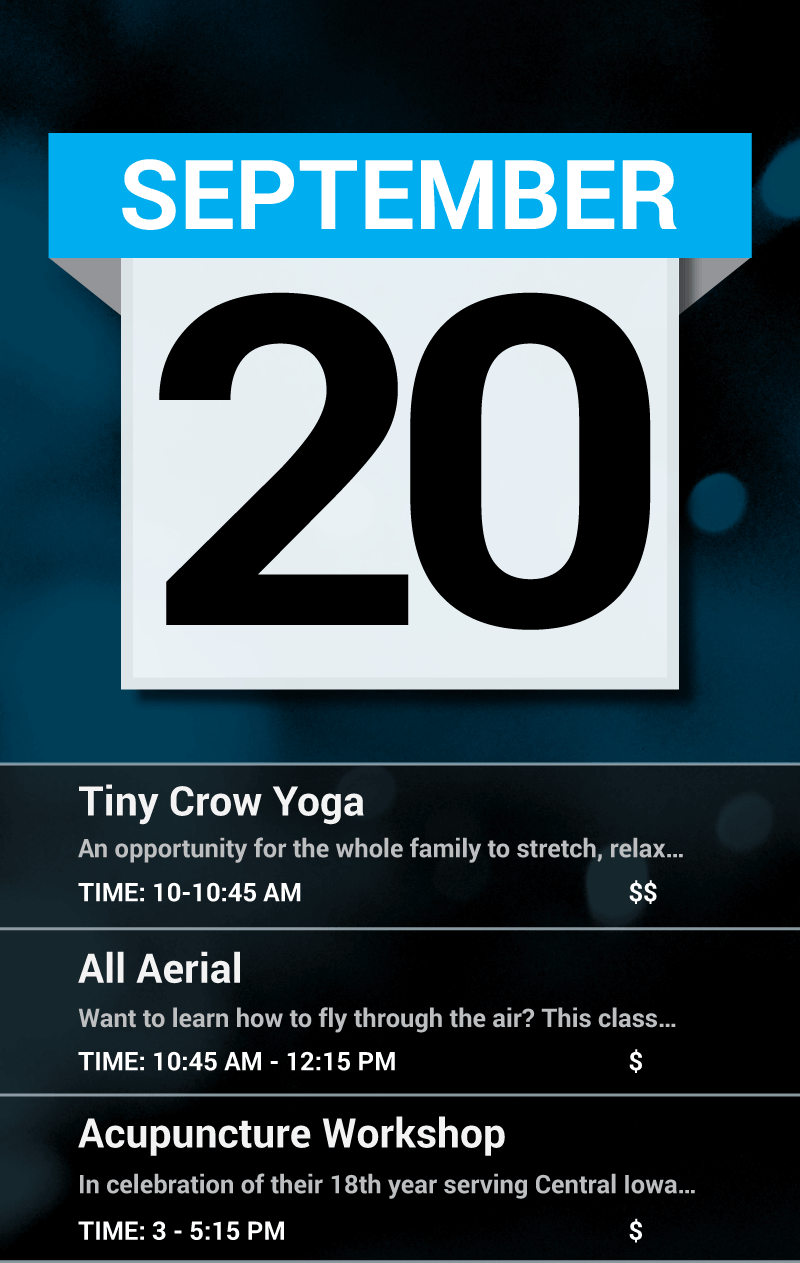 SEPTEMBER
20
Tiny Crow Yoga
An opportunity for the whole family to stretch, relax...
TIME: 10-10:45 AM $$
All Aerial
Want to learn how to fly through the air? This class...
TIME: 10:45 AM - 12:15 PM $
Acupuncture Workshop
In celebration of their 18th year serving Central Iowa...
TIME: 3 - 5:15 PM $